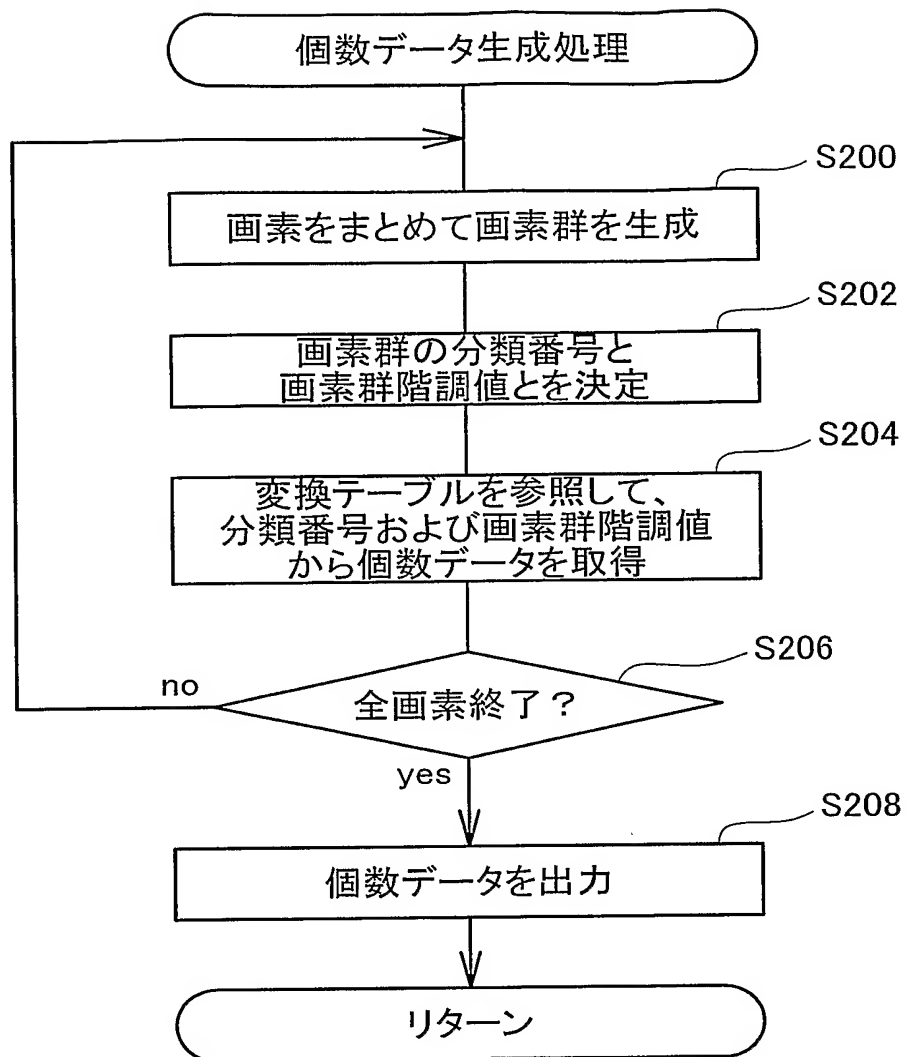 個数データ生成処理
S200
画素をまとめて画素群を生成
S202
画素群の分類番号と
画素群階調値とを決定
S204
変換テーブルを参照して、
分類番号および画素群階調値
から個数データを取得
S206
全画素終了？
no
yes
S208
個数データを出力
リターン